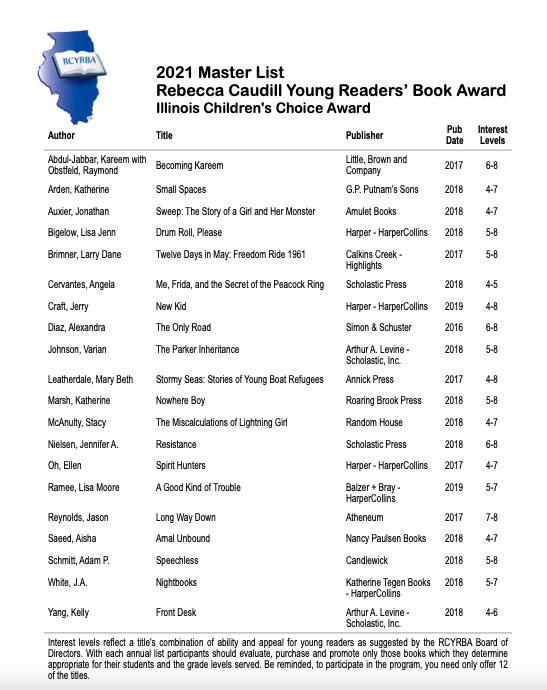 RCYRBA
2021 Master List
Rebecca Caudill Young Readers' Book Award
Illinois Children's Choice Award
Author Title Publisher Pub Date Interest Levels
Abdul-Jabbar, Kareem with Obstfeld, Raymond Becoming Kareem Little, Brown and Company 2017 6-8
Arden, Katherine Small Spaces G.P. Putnam's Sons 2018 4-7
Auxier, Jonathan Sweep: The Story of a Girl and Her Monster Amulet Books 2018 4-7
Bigelow, Lisa Jenn Drum Roll, Please Harper - HarperCollins 2018 5-8
Brimner, Larry Dane Twelve Days in May: Freedom Ride 1961 Calkins Creek - Highlights 2017 5-8
Cervantes, Angela Me, Frida, and the Secret of the Peacock Ring Scholastic Press 2018 4-5
Craft, Jerry New Kid Harper - HarperCollins 2019 4-8
Diaz, Alexandra The Only Road Simon & Schuster 2016 6-8
Johnson, Varian The Parker Inheritance Arthur A. Levine - Scholastic, Inc. 2018 5-8
Leatherdale, Mary Beth Stormy Seas: Stories of Young Boat Refugees Annick Press 2017 4-8
Marsh, Katherine Nowhere Boy Roaring Brook Press 2018 5-8
McAnulty, Stacy The Miscalculations of Lightning Girl Random House 2018 4-7
Nielsen, Jennifer A. Resistance Scholastic Press 2018 6-8
Oh, Ellen Spirit Hunters Harper - HarperCollins 2017 4-7
Ramee, Lisa Moore A Good Kind of Trouble Balzer + Bray - HarperCollins 2019 5-7
Reynolds, Jason Long Way Down Atheneum 2017 7-8
Saeed, Aisha Amal Unbound Nancy Paulsen Books 2018 4-7
Schmitt, Adam P. Speechless Candlewick 2018 5-8
White, J.A. Nightbooks Katherine Tegen Books - HarperCollins 2018 5-7
Yang, Kelly Front Desk Arthur A. Levine - Scholastic, Inc. 2018 4-6
Interest levels reflect a title's combination of ability and appeal for young readers as suggested by the RCYRBA Board of
Directors. With each annual list participants should evaluate, purchase and promote only those books which they determine
appropriate for their students and the grade levels served. Be reminded, to participate in the program, you need only offer 12
of the titles.